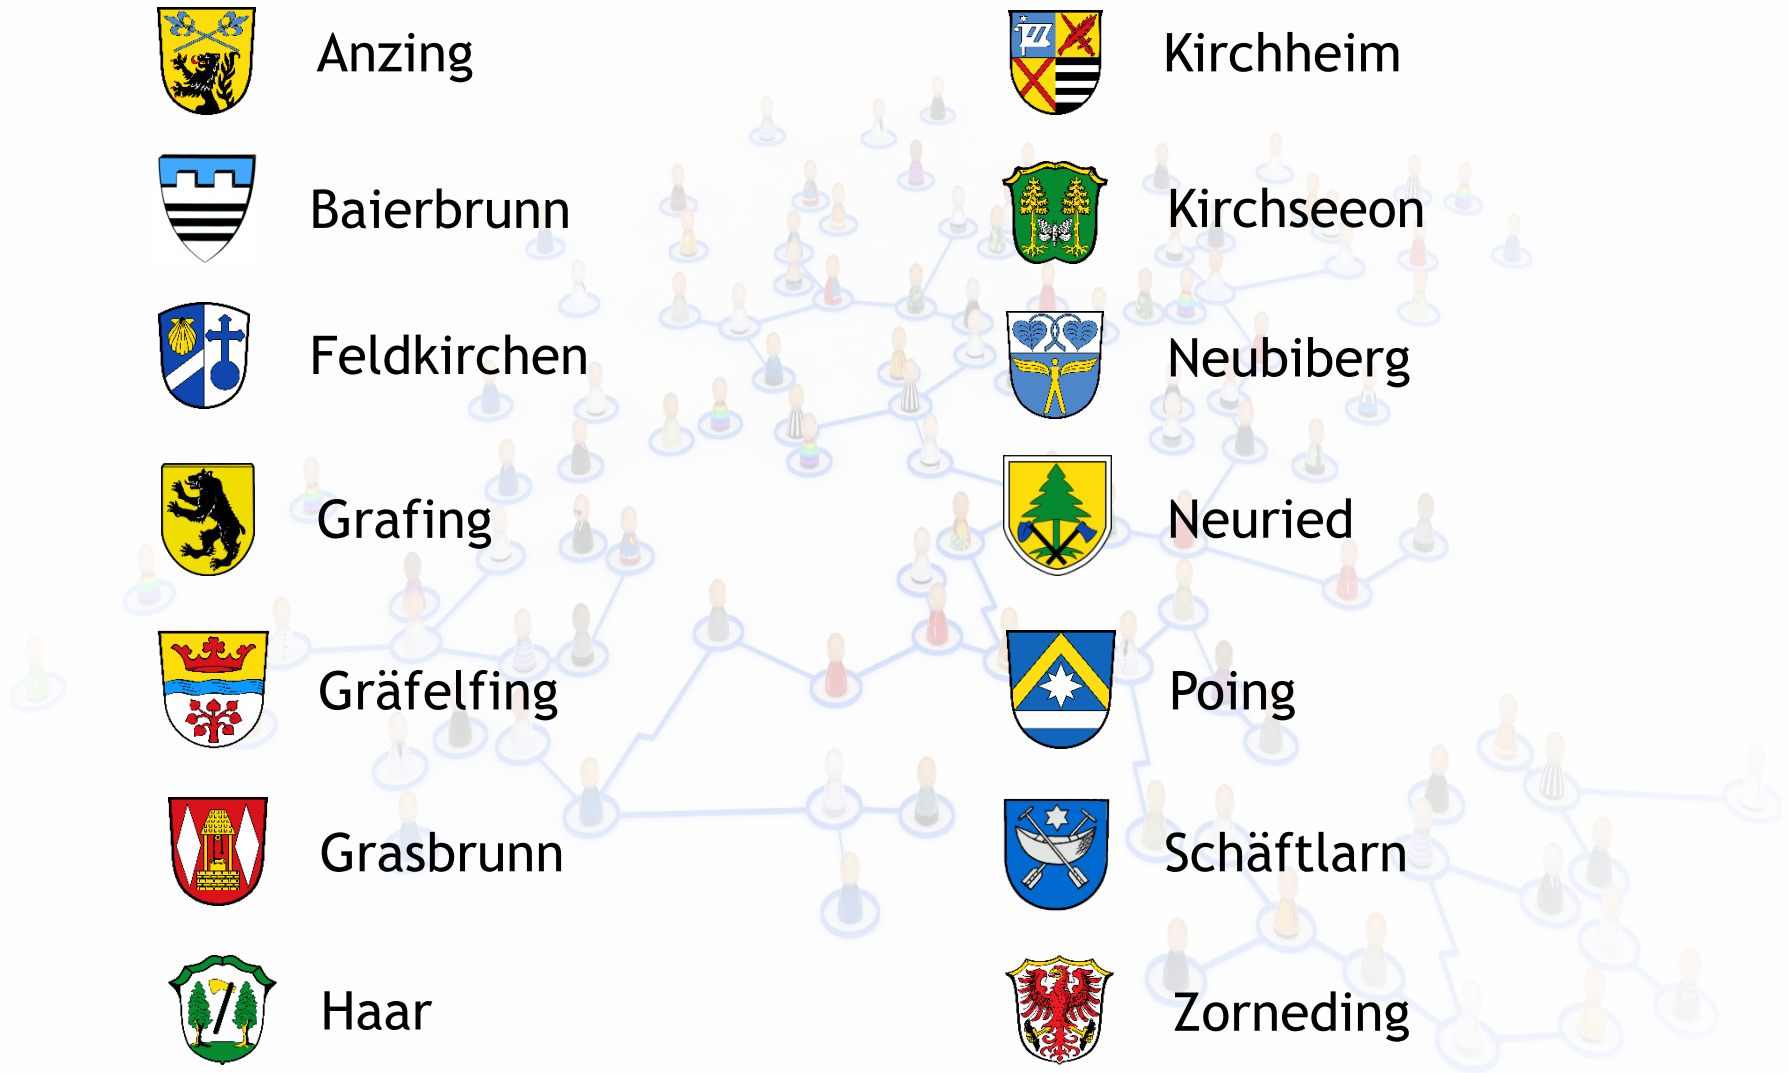 Anzing
Baierbrunn
Feldkirchen
Grafing
Gräfelfing
Grasbrunn
Haar
Kirchheim
Kirchseeon
Neubiberg
Neuried
Poing
Schäftlarn
Zorneding